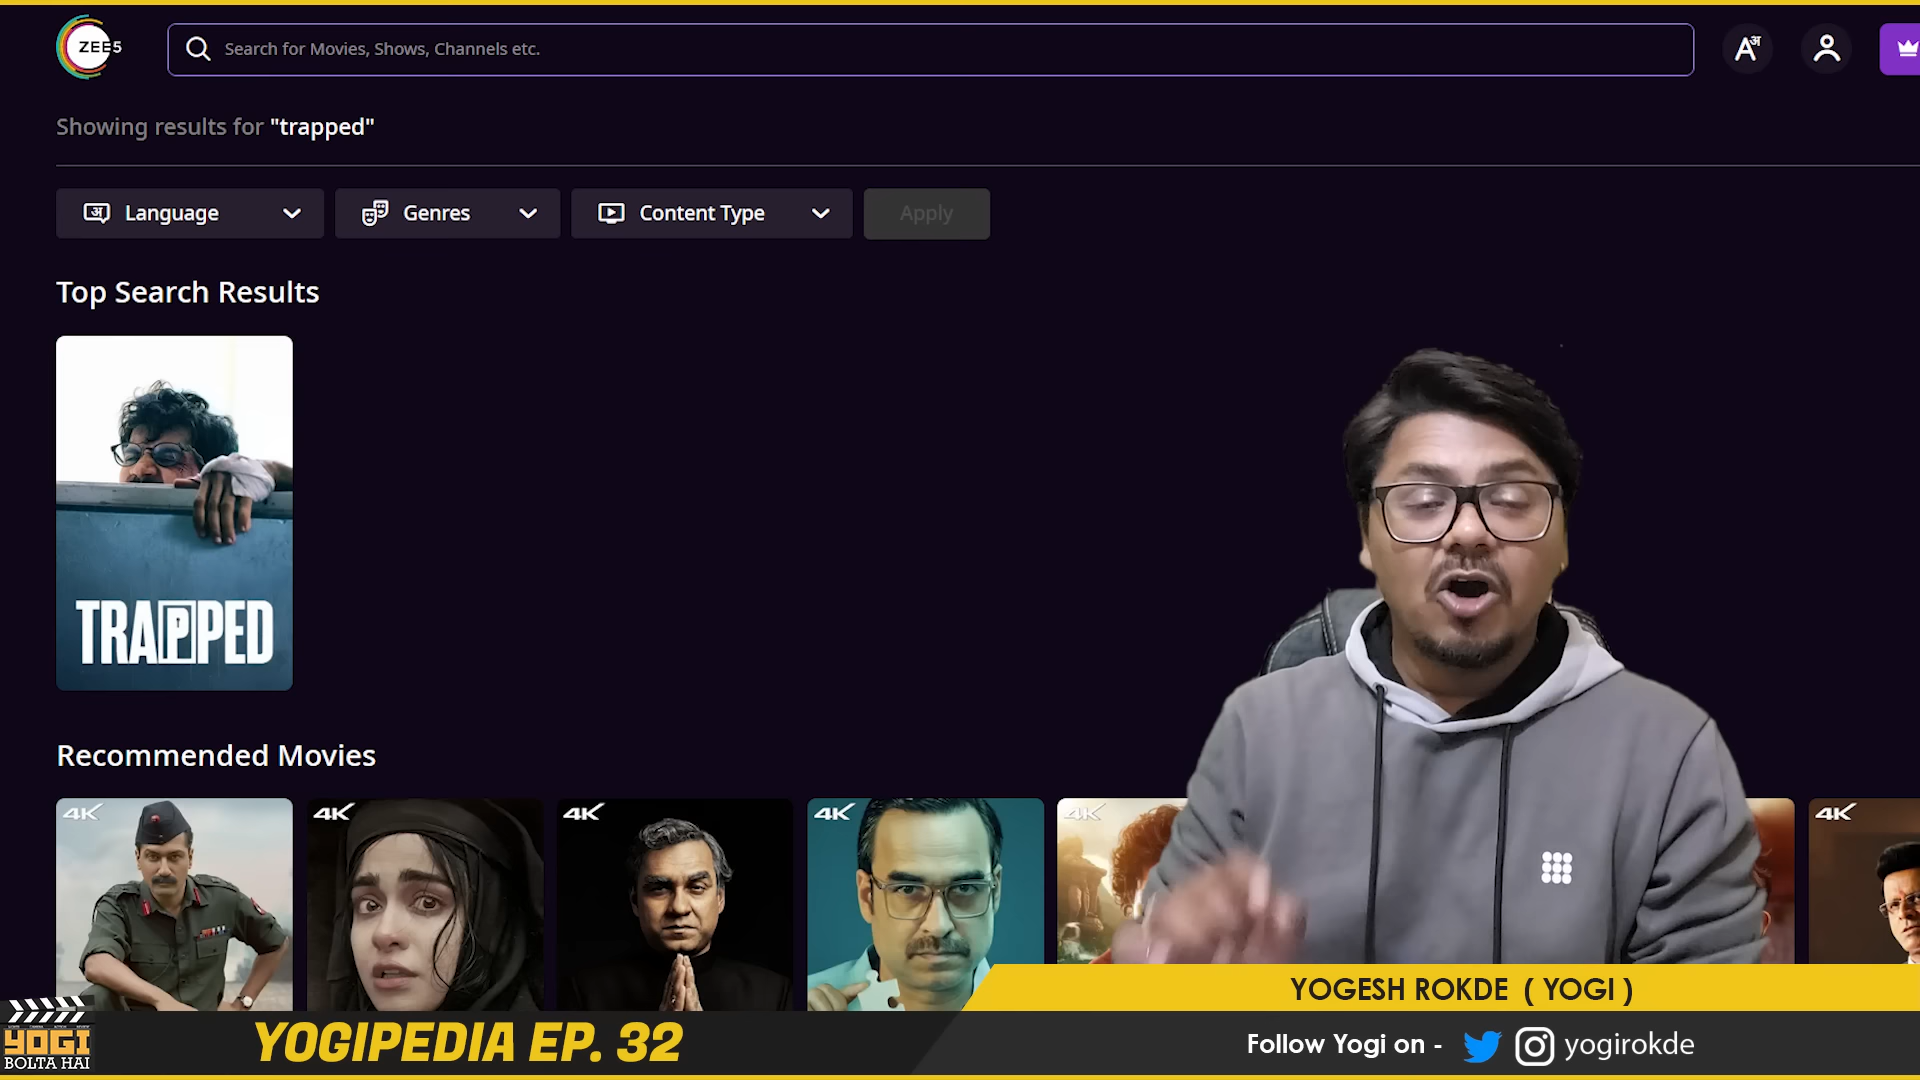 ZEE5
Search for Movies, Shows, Channels etc.
Aअ
Showing results for "trapped"
अ Language
Genres
Content Type
Apply
Top Search Results
TRAPPED
Recommended Movies
4K
4K
4K
4K
4K
4K
YOGESH ROKDE ( YOGI )
YOGI
BOLTA HAI
YOGIPEDIA EP. 32
Follow Yogi on -
yogirokde